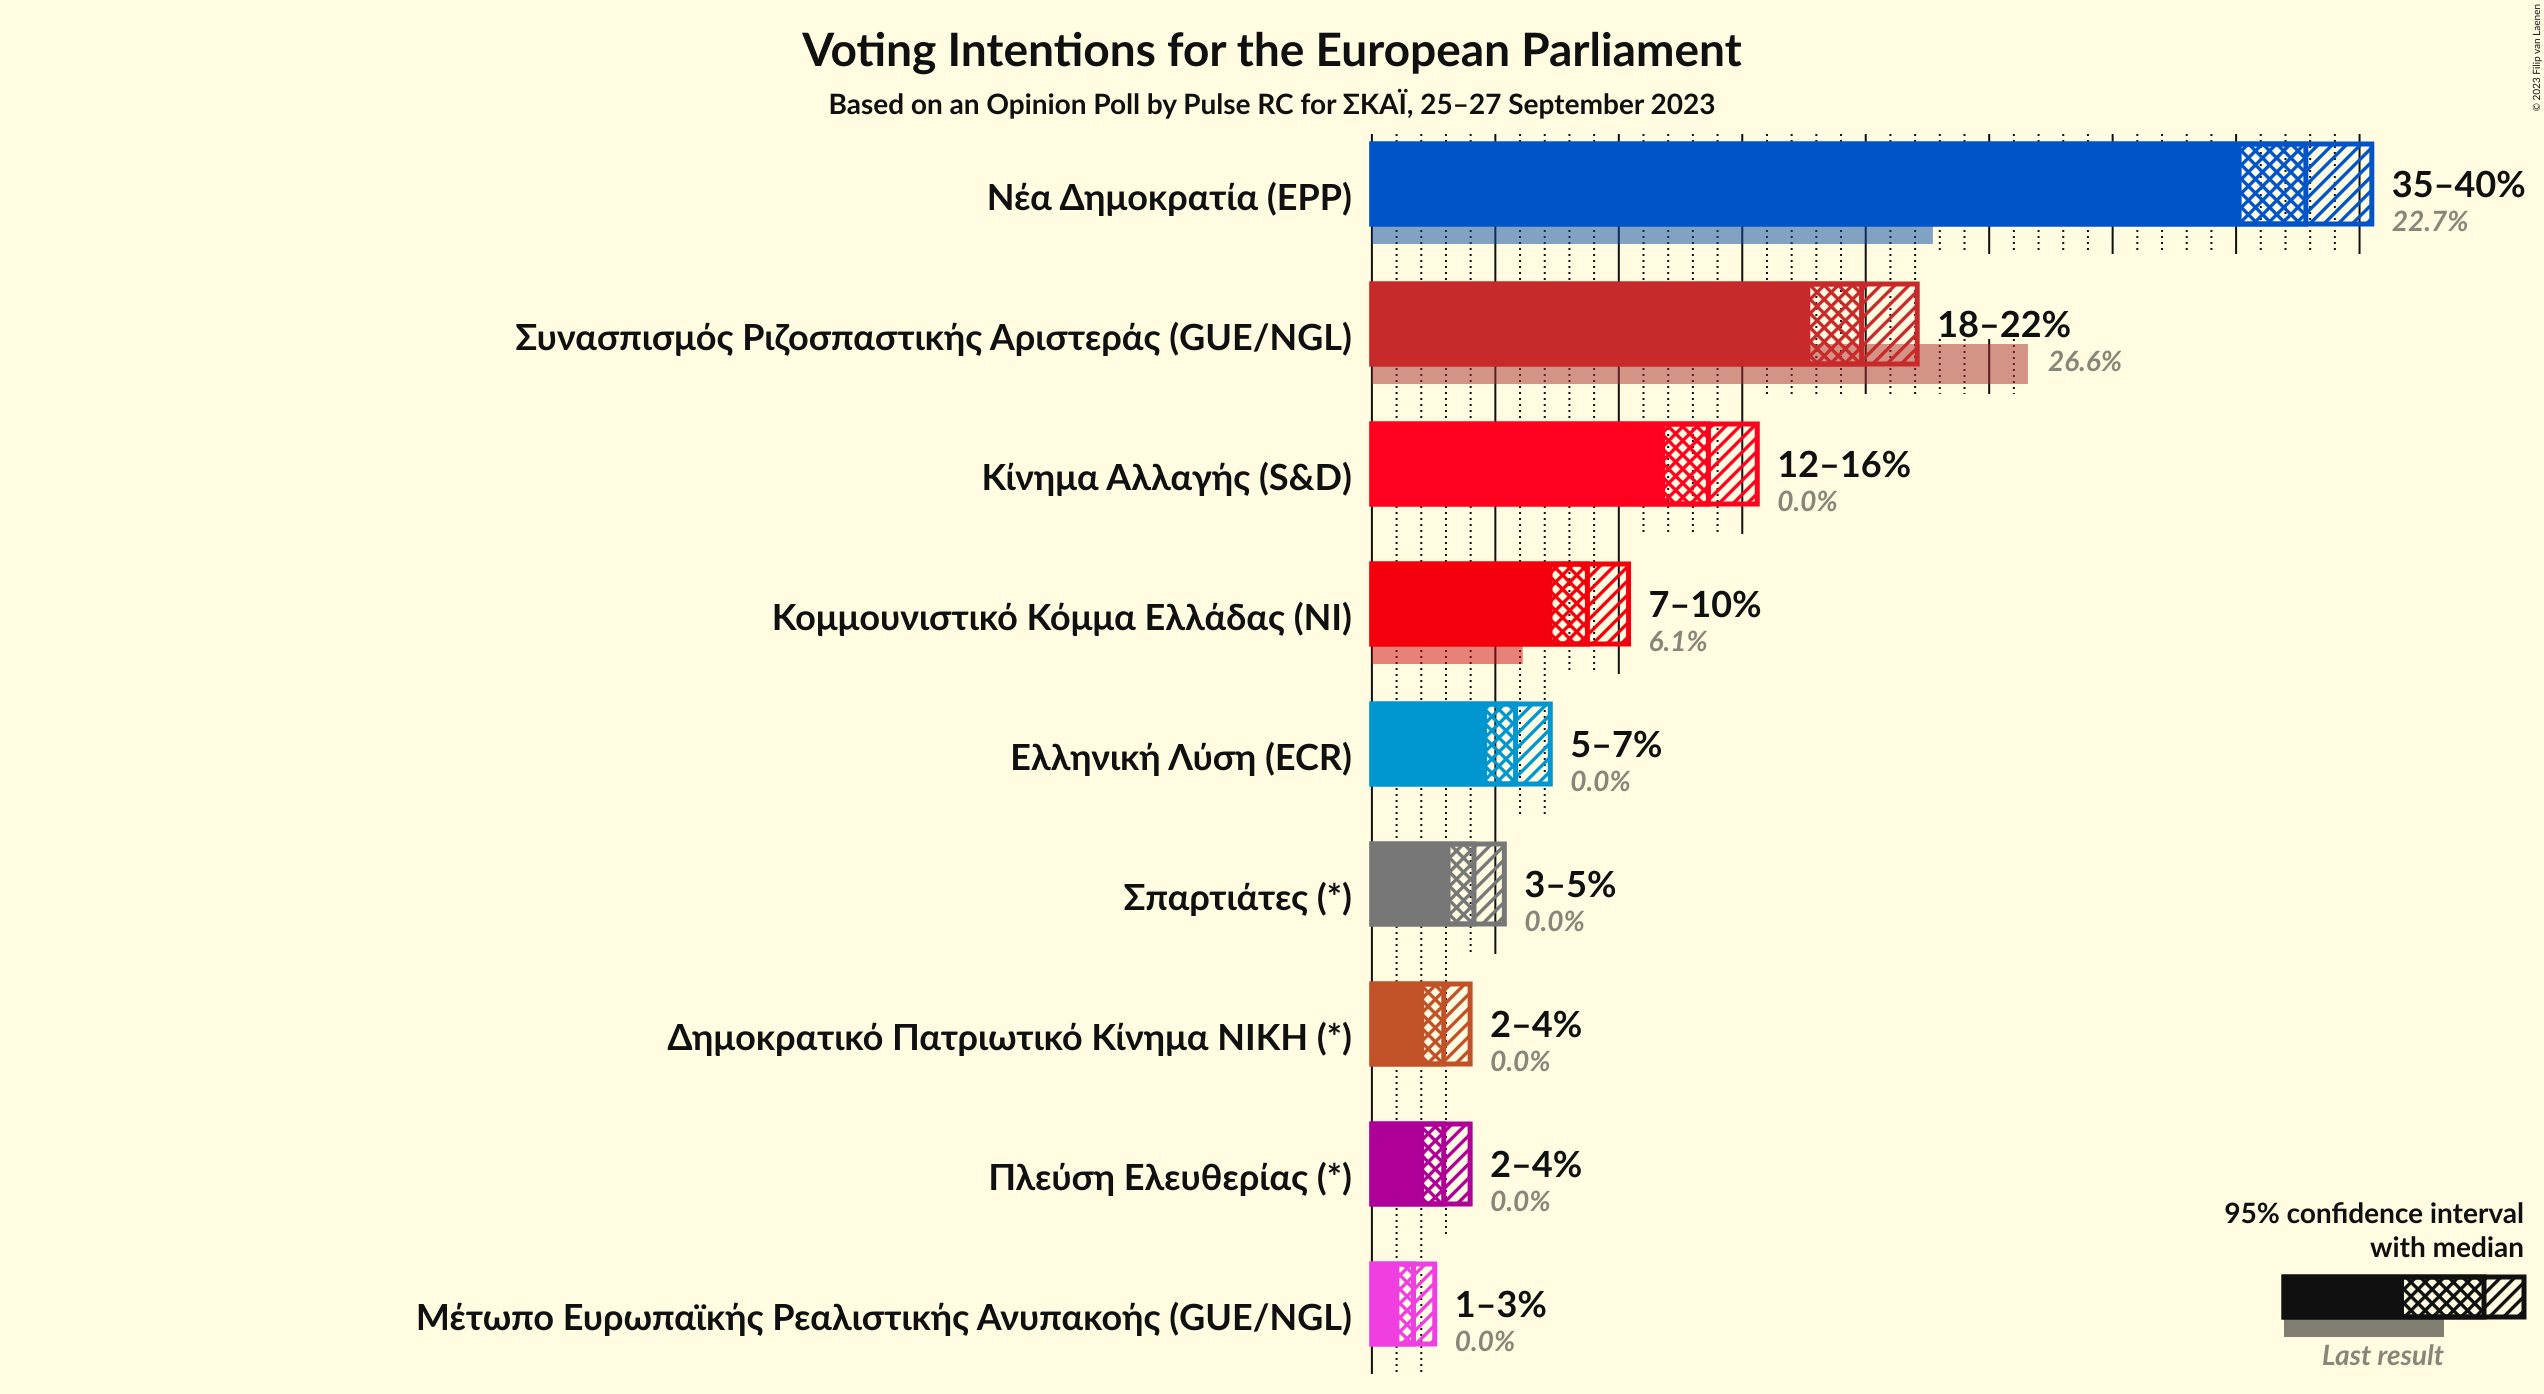 Voting Intentions for the European Parliament
Based on an Opinion Poll by Pulse RC for ΣΚΑΪ, 25–27 September 2023
© 2023 Filip van Laenen
Νέα Δημοκρατία (EPP)
35–40%
22.7%
Συνασπισμός Ριζοσπαστικής Αριστεράς (GUE/NGL)
18–22%
26.6%
Κίνημα Αλλαγής (S&D)
12–16%
0.0%
Κομμουνιστικό Κόμμα Ελλάδας (NI)
7–10%
6.1%
Ελληνική Λύση (ECR)
5–7%
0.0%
Σπαρτιάτες (*)
3–5%
0.0%
Δημοκρατικό Πατριωτικό Κίνημα ΝΙΚΗ (*)
2–4%
0.0%
Πλεύση Ελευθερίας (*)
2–4%
0.0%
Μέτωπο Ευρωπαϊκής Ρεαλιστικής Ανυπακοής (GUE/NGL)
1–3%
0.0%
95% confidence interval
with median
Last result